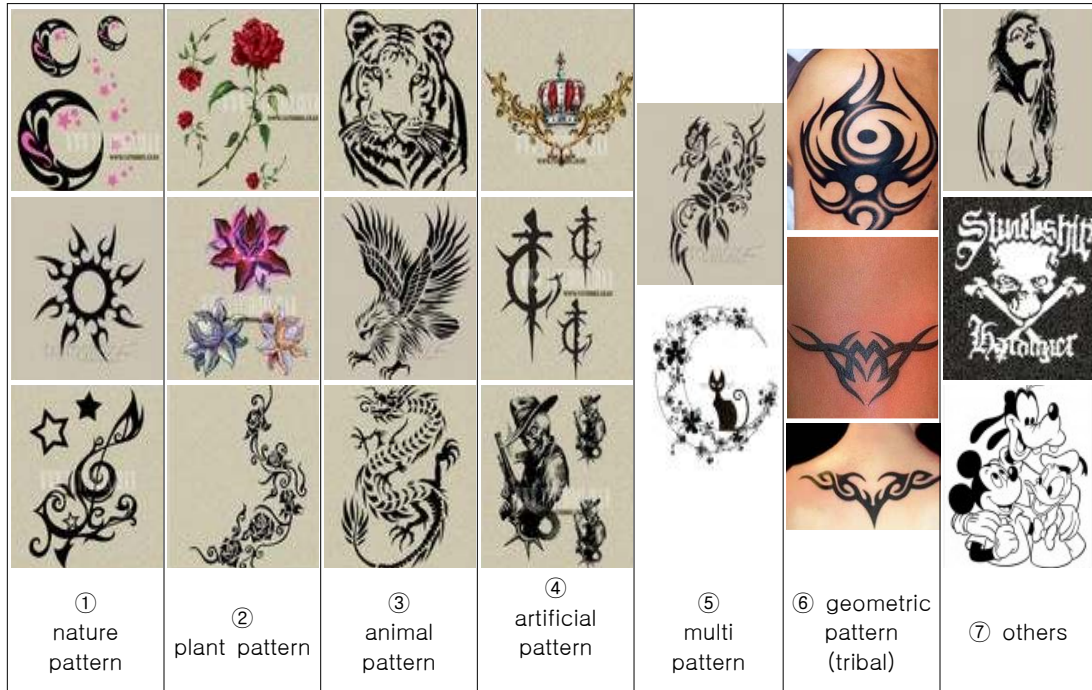 Slinkshin
①
nature
pattern
②
plant pattern
③
animal
pattern
④
artificial
pattern
⑤
multi
pattern
⑥ geometric
pattern
(tribal)
⑦ others